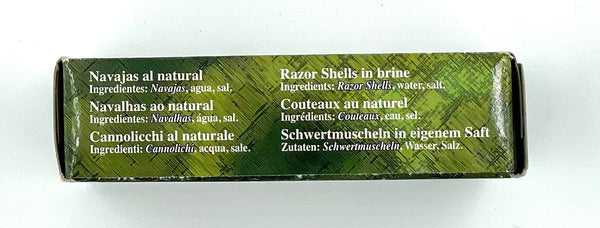 Navajas al natural
Ingredientes: Navajas, agua, sal.
Navalhas ao natural
Ingredientes: Navalhas, água, sal.
Cannolicchi al naturale
Ingredienti: Cannolichi, acqua, sale.
Razor Shells in brine
Ingredients: Razor Shells, water, salt.
Couteaux au naturel
Ingrédients: Couteaux, eau, sel.
Schwertmuscheln in eigenem Saft
Zutaten: Schwertmuscheln, Wasser, Salz.